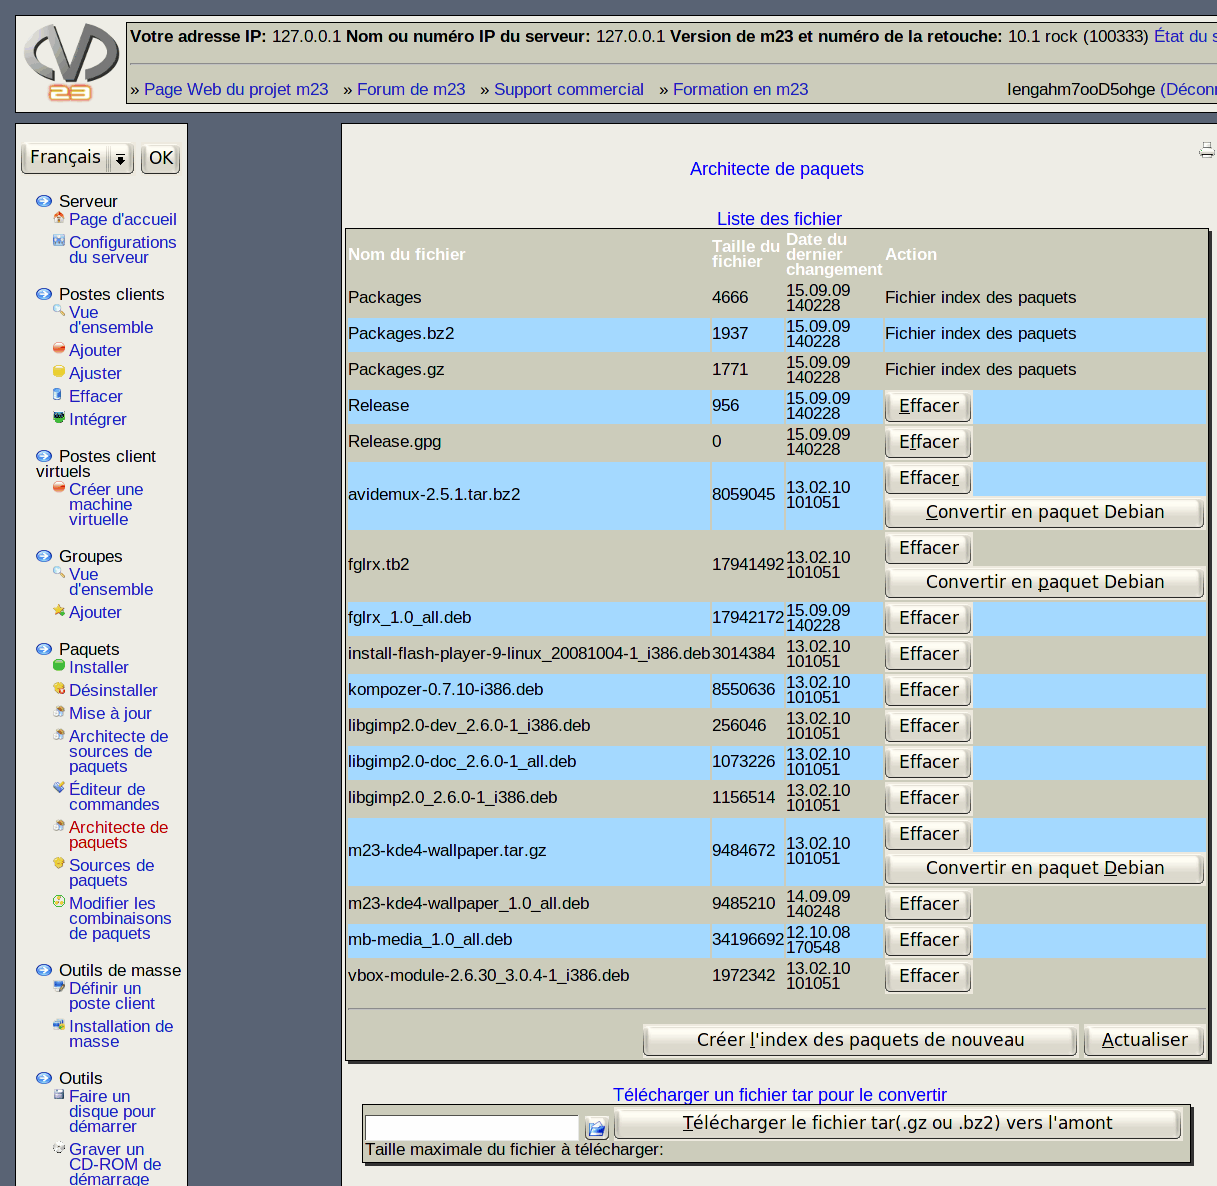 Votre adresse IP: 127.0.0.1 Nom ou numéro IP du serveur: 127.0.0.1 Version de m23 et numéro de la retouche: 10.1 rock (100333) État du s
» Page Web du projet m23 » Forum de m23 » Support commercial » Formation en m23 Iengahm7ooD5ohge (Déconn
23
Français OK
Serveur
Page d'accueil
Configurations
du serveur
Postes clients
Vue
d'ensemble
Ajouter
Ajuster
Effacer
Intégrer
Postes client
virtuels
Créer une
machine
virtuelle
Groupes
Vue
d'ensemble
Ajouter
Paquets
Installer
Désinstaller
Mise à jour
Architecte de
sources de
paquets
Éditeur de
commandes
Architecte de
paquets
Sources de
paquets
Modifier les
combinaisons
de paquets
Outils de masse
Définir un
poste client
Installation de
masse
Outils
Faire un
disque pour
démarrer
Graver un
CD-ROM de
démarrage
Architecte de paquets
Liste des fichier
Nom du fichier Taille du fichier Date du dernier changement Action
Packages 4666 15.09.09 140228 Fichier index des paquets
Packages.bz2 1937 15.09.09 140228 Fichier index des paquets
Packages.gz 1771 15.09.09 140228 Fichier index des paquets
Release 956 15.09.09 140228 Effacer
Release.gpg 0 15.09.09 140228 Effacer
avidemux-2.5.1.tar.bz2 8059045 13.02.10 101051 Effacer
Convertir en paquet Debian
fglrx.tb2 17941492 13.02.10 101051 Effacer
Convertir en paquet Debian
fglrx_1.0_all.deb 17942172 15.09.09 140228 Effacer
install-flash-player-9-linux_20081004-1_i386.deb 3014384 13.02.10 101051 Effacer
kompozer-0.7.10-i386.deb 8550636 13.02.10 101051 Effacer
libgimp2.0-dev_2.6.0-1_i386.deb 256046 13.02.10 101051 Effacer
libgimp2.0-doc_2.6.0-1_all.deb 1073226 13.02.10 101051 Effacer
libgimp2.0_2.6.0-1_i386.deb 1156514 13.02.10 101051 Effacer
m23-kde4-wallpaper.tar.gz 9484672 13.02.10 101051 Effacer
Convertir en paquet Debian
m23-kde4-wallpaper_1.0_all.deb 9485210 14.09.09 140248 Effacer
mb-media_1.0_all.deb 34196692 12.10.08 170548 Effacer
vbox-module-2.6.30_3.0.4-1_i386.deb 1972342 13.02.10 101051 Effacer
Créer l'index des paquets de nouveau Actualiser
Télécharger un fichier tar pour le convertir
Télécharger le fichier tar(.gz ou .bz2) vers l'amont
Taille maximale du fichier à télécharger: